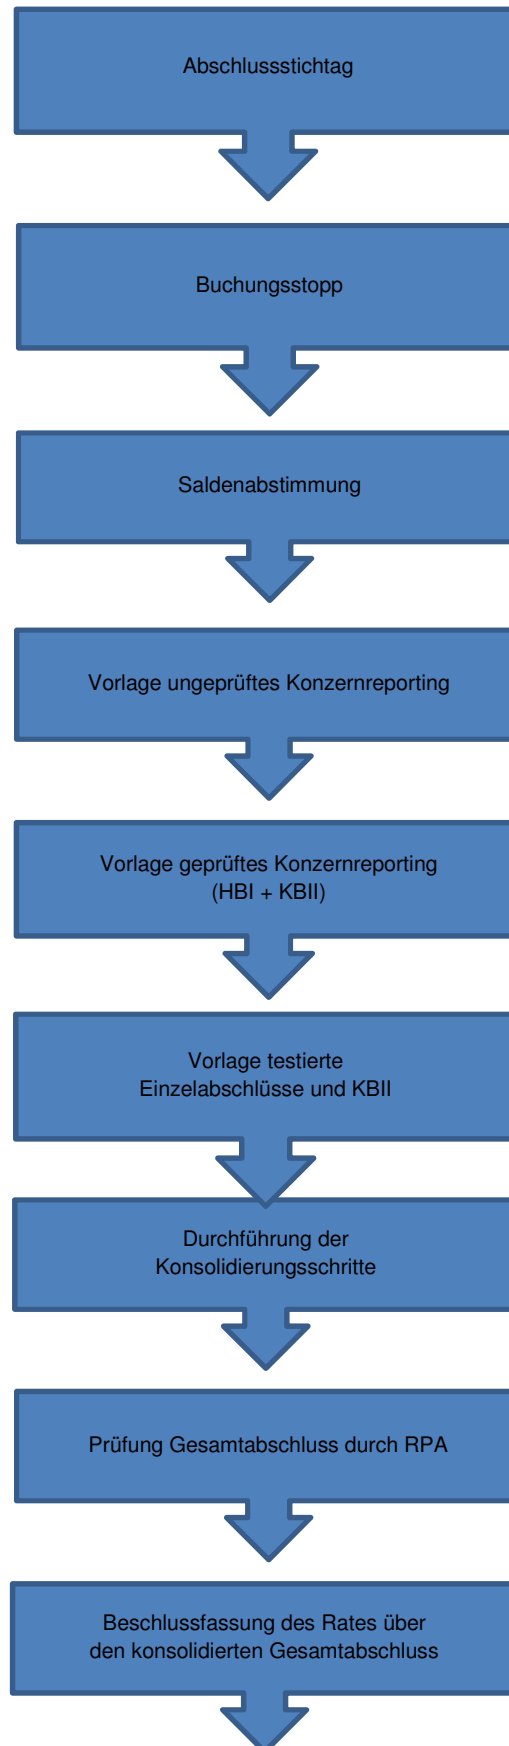 Abschlussstichtag
Buchungsstopp
Saldenabstimmung
Vorlage ungeprüftes Konzernreporting
Vorlage geprüftes Konzernreporting
(HBI + KBII)
Vorlage testierte
Einzelabschlüsse und KBII
Durchführung der
Konsolidierungsschritte
Prüfung Gesamtabschluss durch RPA
Beschlussfassung des Rates über
den konsolidierten Gesamtabschluss